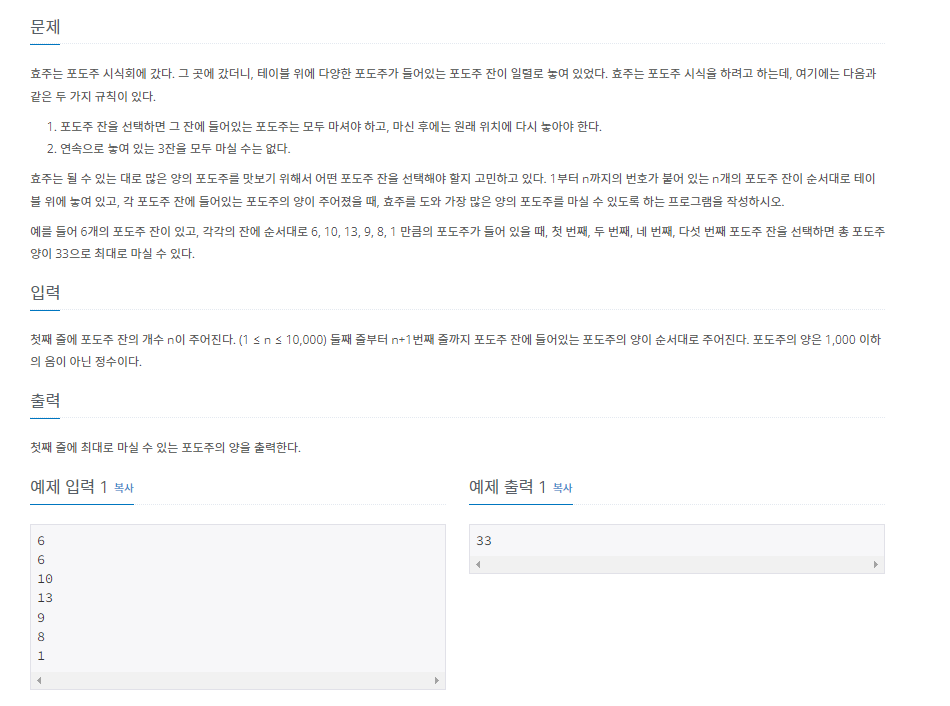 문제
효주는 포도주 시식회에 갔다. 그 곳에 갔더니, 테이블 위에 다양한 포도주가 들어있는 포도주 잔이 일렬로 놓여 있었다. 효주는 포도주 시식을 하려고 하는데, 여기에는 다음과
같은 두 가지 규칙이 있다.
1. 포도주 잔을 선택하면 그 잔에 들어있는 포도주는 모두 마셔야 하고, 마신 후에는 원래 위치에 다시 놓아야 한다.
2. 연속으로 놓여 있는 3잔을 모두 마실 수는 없다.
효주는 될 수 있는 대로 많은 양의 포도주를 맛보기 위해서 어떤 포도주 잔을 선택해야 할지 고민하고 있다. 1부터 n까지의 번호가 붙어 있는 n개의 포도주 잔이 순서대로 테이
블 위에 놓여 있고, 각 포도주 잔에 들어있는 포도주의 양이 주어졌을 때, 효주를 도와 가장 많은 양의 포도주를 마실 수 있도록 하는 프로그램을 작성하시오.
예를 들어 6개의 포도주 잔이 있고, 각각의 잔에 순서대로 6, 10, 13, 9, 8, 1 만큼의 포도주가 들어 있을 때, 첫 번째, 두 번째, 네 번째, 다섯 번째 포도주 잔을 선택하면 총 포도주
양이 33으로 최대로 마실 수 있다.
입력
첫째 줄에 포도주 잔의 개수 n이 주어진다. (1 ≤ n ≤ 10,000) 둘째 줄부터 n+1번째 줄까지 포도주 잔에 들어있는 포도주의 양이 순서대로 주어진다. 포도주의 양은 1,000 이하
의 음이 아닌 정수이다.
출력
첫째 줄에 최대로 마실 수 있는 포도주의 양을 출력한다.
예제 입력 1 복사
6
6
10
13
9
8
1
예제 출력 1 복사
33